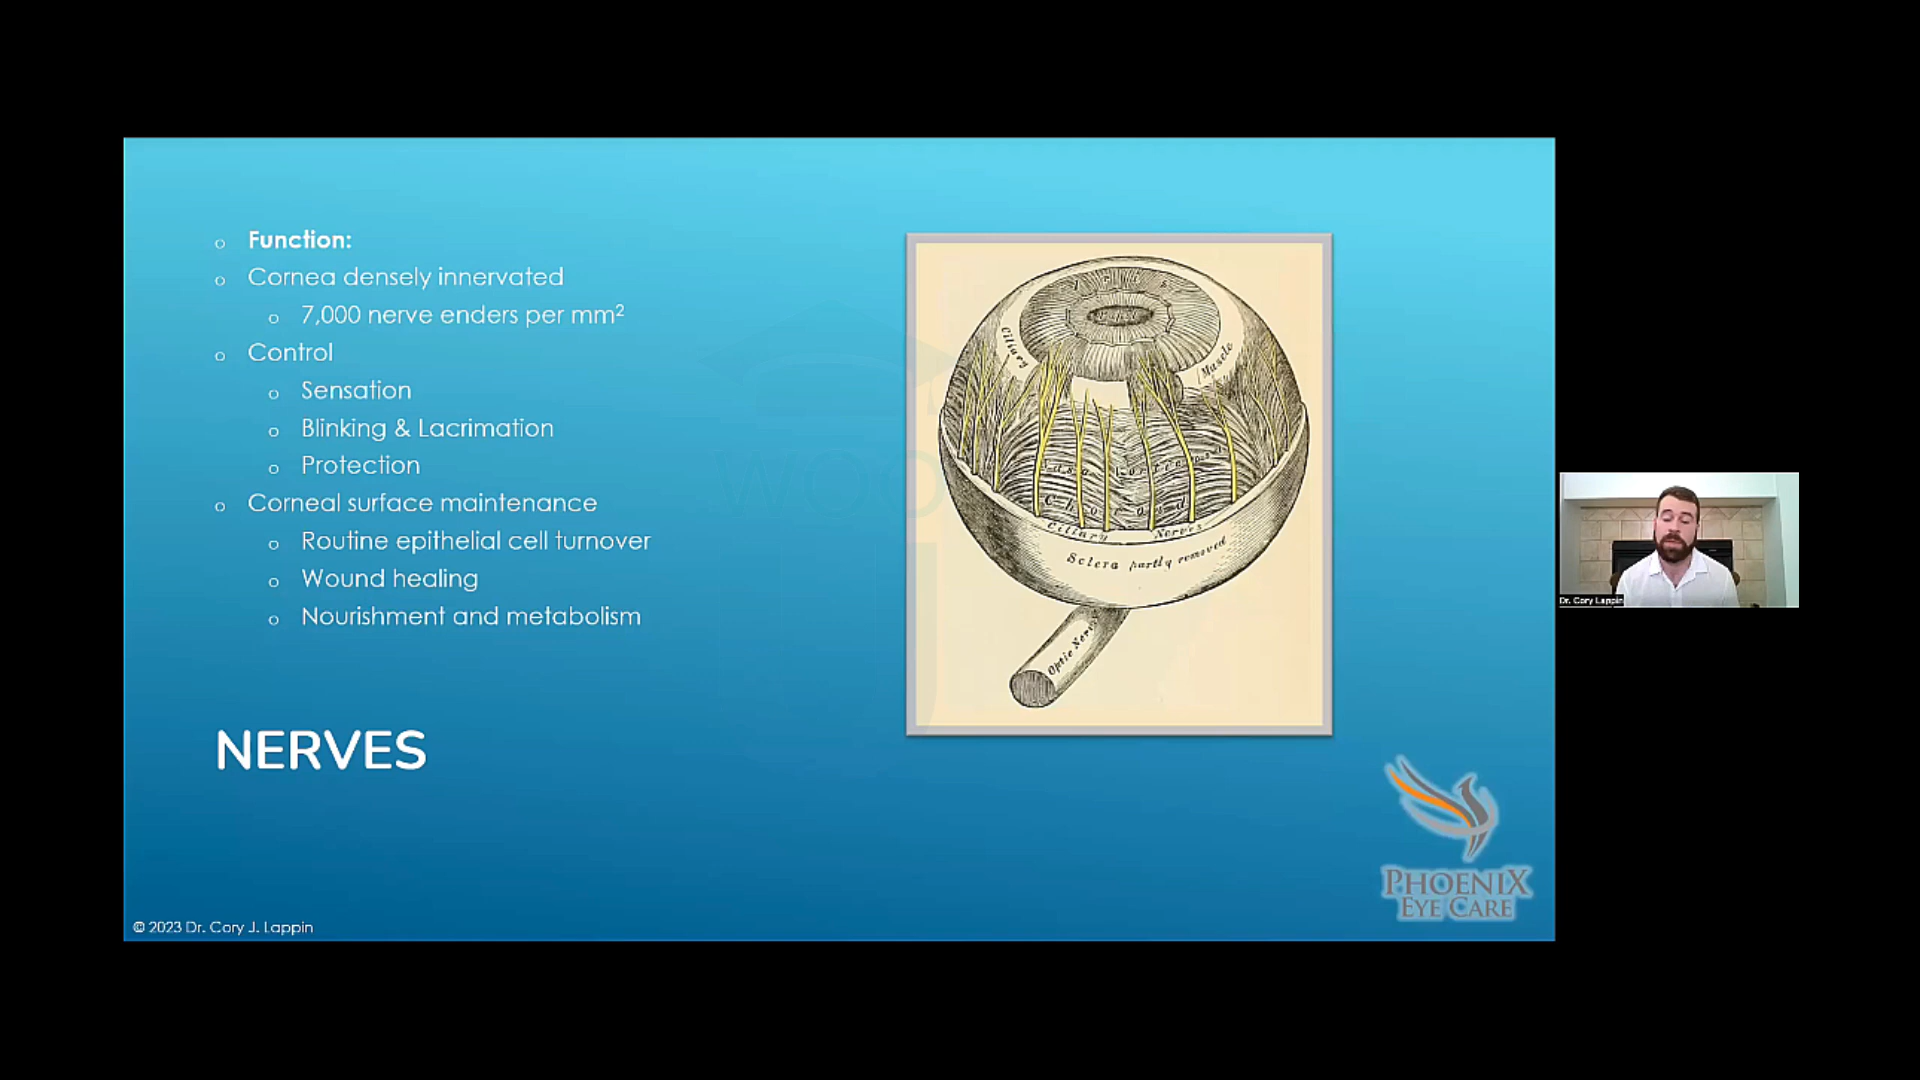 Function:
Cornea densely innervated
7,000 nerve enders per mm²
Control
Sensation
Blinking & Lacrimation
Protection
Corneal surface maintenance
Routine epithelial cell turnover
Wound healing
Nourishment and metabolism
NERVES
© 2023 Dr. Cory J. Lappin
Ciliary
Muscle
Choroid
Ciliary Nerves
Sclera partly removed
Optic Nerve
WOO
PHOENIX
EYE CARE
Dr. Cory Lappin